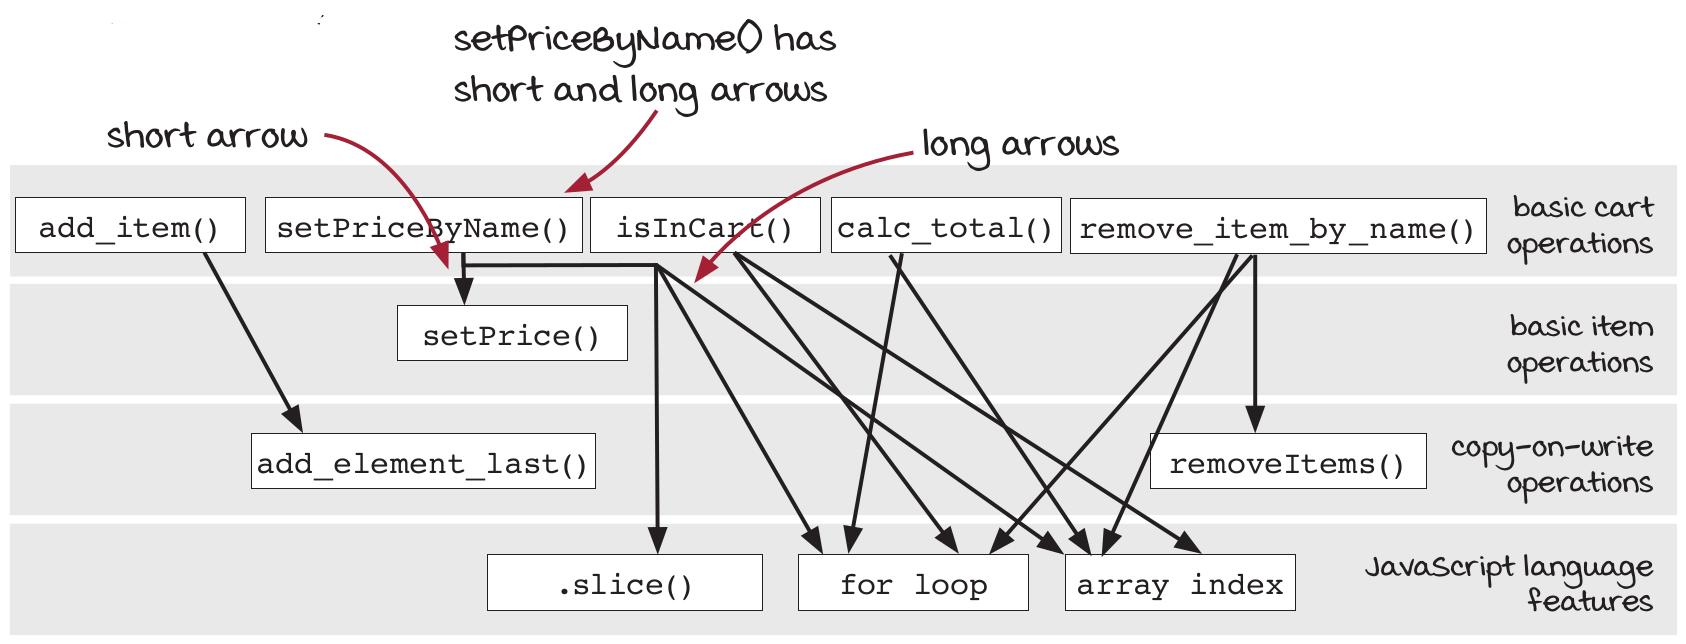 setPriceByName() has
short and long arrows
short arrow
long arrows
add_item()
setPriceByName()
isInCart()
calc_total()
remove_item_by_name()
basic cart
operations
setPrice()
basic item
operations
add_element_last()
removeItems()
copy-on-write
operations
.slice()
for loop
array index
JavaScript language
features